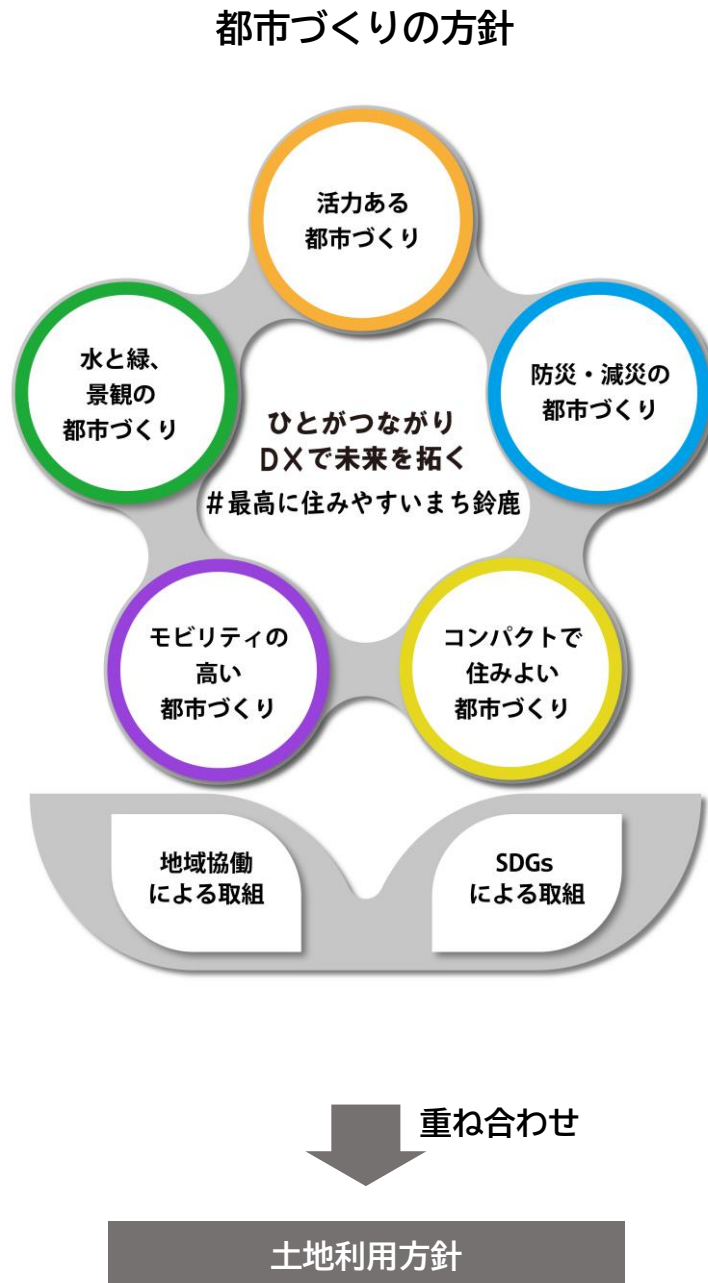 都市づくりの方針
活力ある
都市づくり
水と緑、
景観の
都市づくり
防災・減災の
都市づくり
ひとがつながり
DXで未来を拓く
#最高に住みやすいまち鈴鹿
モビリティの
高い
都市づくり
コンパクトで
住みよい
都市づくり
地域協働
による取組
SDGs
による取組
重ね合わせ
土地利用方針